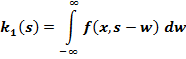 k₁(s) = ∫_{−∞}^{∞} f(x, s − w) dw